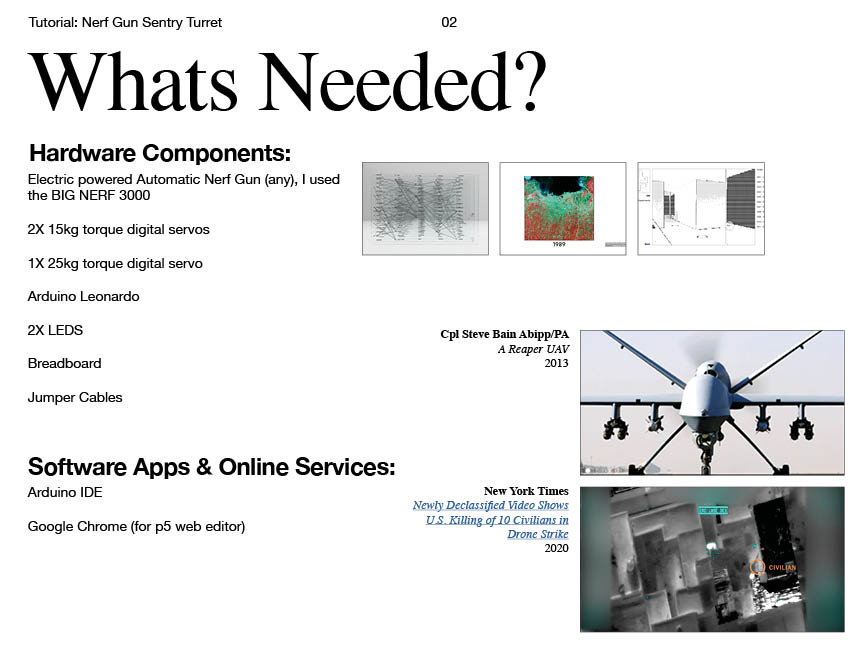 Tutorial: Nerf Gun Sentry Turret
02
Whats Needed?
Hardware Components:
Electric powered Automatic Nerf Gun (any), I used
the BIG NERF 3000
2X 15kg torque digital servos
1X 25kg torque digital servo
Arduino Leonardo
2X LEDS
Breadboard
Jumper Cables
1989
Cpl Steve Bain Abipp/PA
A Reaper UAV
2013
Software Apps & Online Services:
Arduino IDE
Google Chrome (for p5 web editor)
New York Times
Newly Declassified Video Shows
U.S. Killing of 10 Civilians in
Drone Strike
2020
CIVILIAN